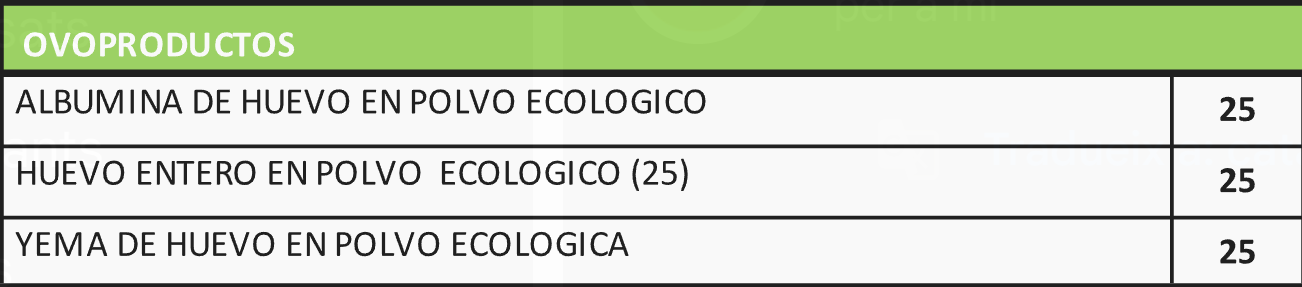 OVOPRODUCTOS
ALBUMINA DE HUEVO EN POLVO ECOLOGICO 25
HUEVO ENTERO EN POLVO ECOLOGICO (25) 25
YEMA DE HUEVO EN POLVO ECOLOGICA 25